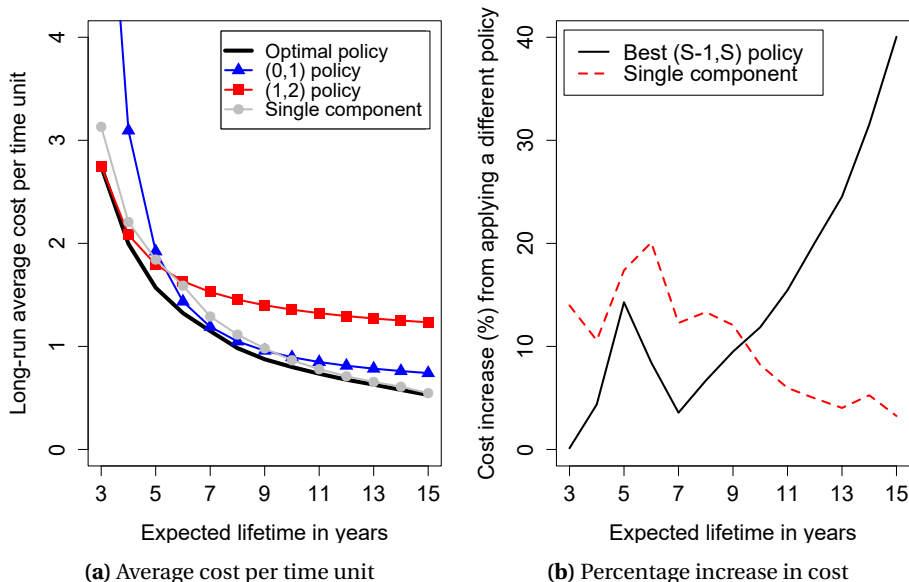 Long-run average cost per time unit
4
3
2
1
0
Optimal policy
(0,1) policy
(1,2) policy
Single component
3 5 7 9 11 13 15
Expected lifetime in years
(a) Average cost per time unit
Cost increase (%) from applying a different policy
40
30
20
10
0
Best (S-1,S) policy
Single component
3 5 7 9 11 13 15
Expected lifetime in years
(b) Percentage increase in cost